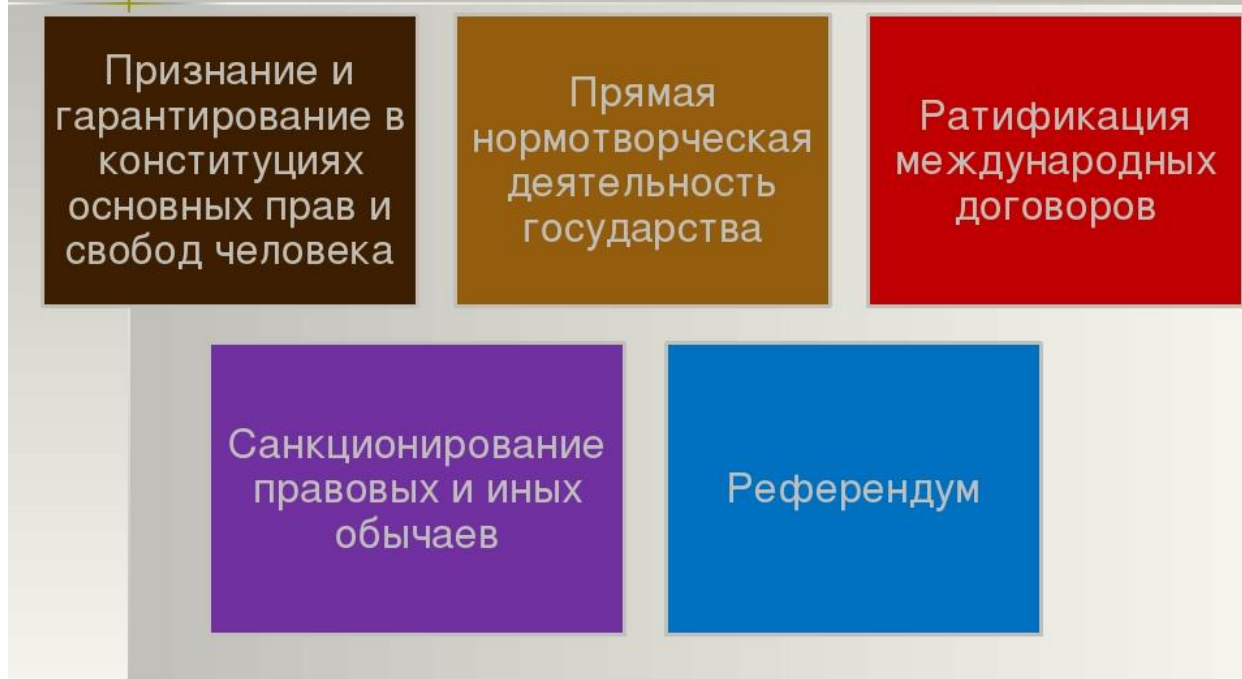 Признание и
гарантирование в
конституциях
основных прав и
свобод человека
Прямая
нормотворческая
деятельность
государства
Ратификация
международных
договоров
Санкционирование
правовых и иных
обычаев
Референдум